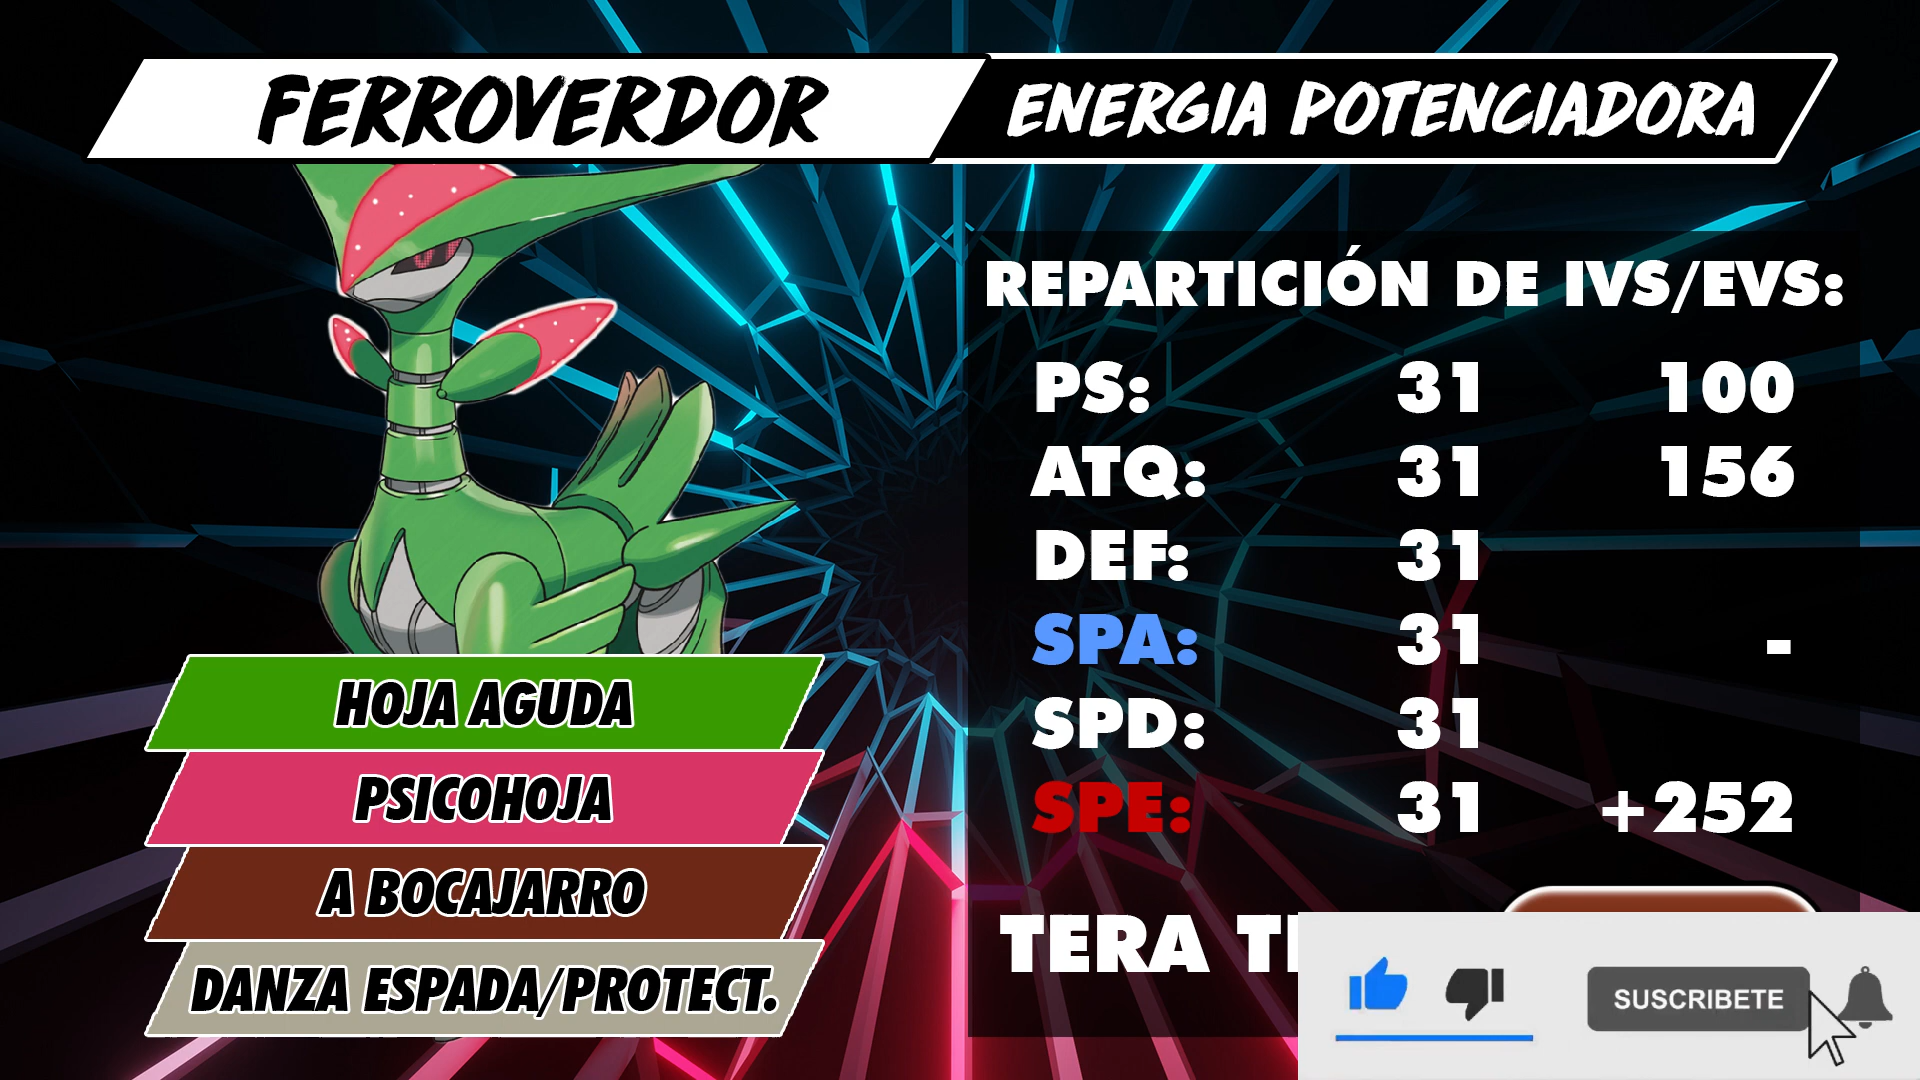 FERROVERDOR
ENERGIA POTENCIADORA
REPARTICIÓN DE IVS/EVS:
PS: 31 100
ATQ: 31 156
DEF: 31
SPA: 31 -
SPD: 31
SPE: 31 +252
HOJA AGUDA
PSICOHOJA
A BOCAJARRO
DANZA ESPADA/PROTECT.
TERA
SUSCRIBETE